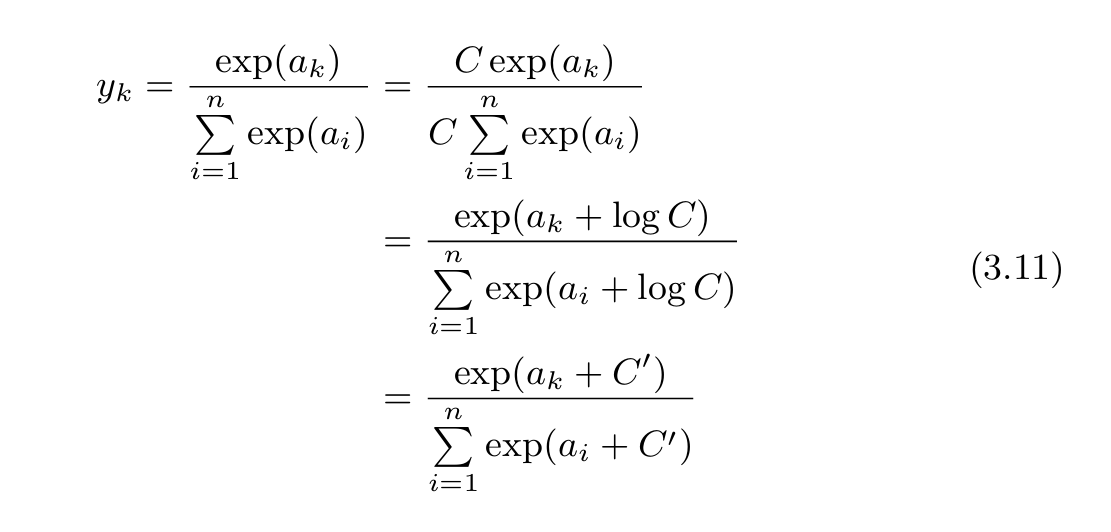 y_k = \frac{\exp(a_k)}{\sum_{i=1}^{n} \exp(a_i)} = \frac{C \exp(a_k)}{C \sum_{i=1}^{n} \exp(a_i)}
= \frac{\exp(a_k + \log C)}{\sum_{i=1}^{n} \exp(a_i + \log C)} (3.11)
= \frac{\exp(a_k + C')}{\sum_{i=1}^{n} \exp(a_i + C')}